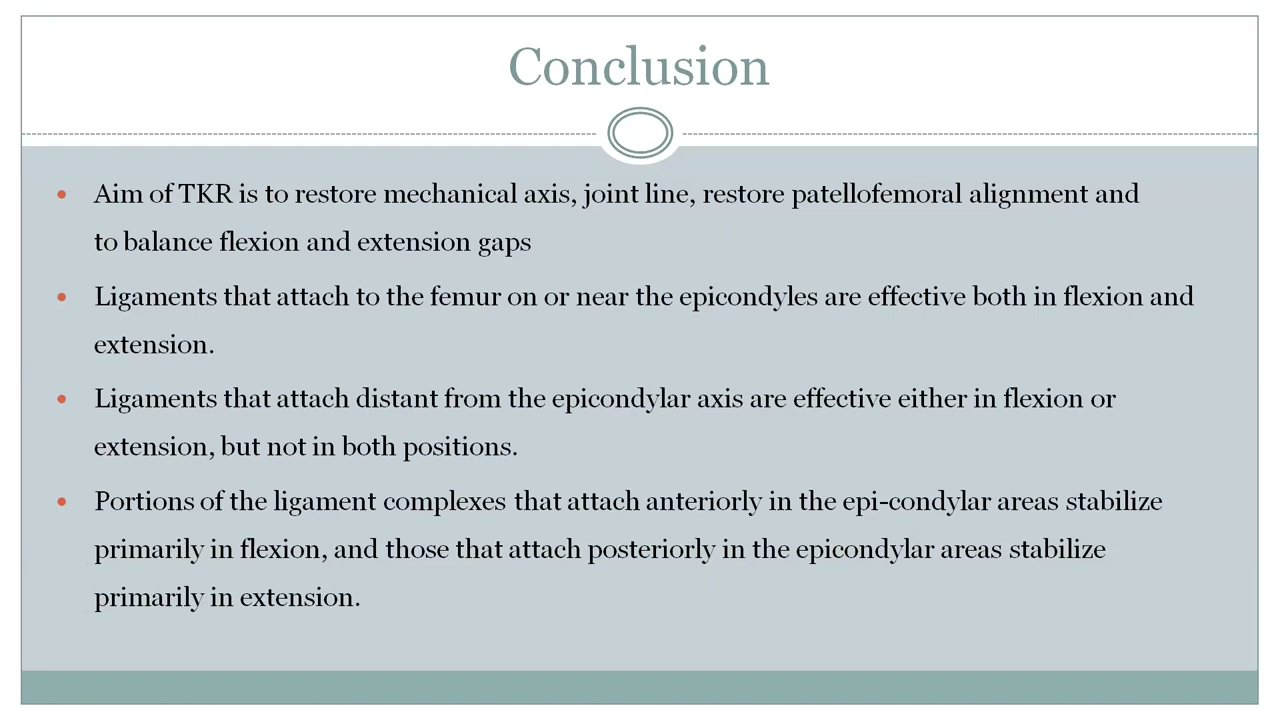 Conclusion
• Aim of TKR is to restore mechanical axis, joint line, restore patellofemoral alignment and
to balance flexion and extension gaps
• Ligaments that attach to the femur on or near the epicondyles are effective both in flexion and
extension.
• Ligaments that attach distant from the epicondylar axis are effective either in flexion or
extension, but not in both positions.
• Portions of the ligament complexes that attach anteriorly in the epi-condylar areas stabilize
primarily in flexion, and those that attach posteriorly in the epicondylar areas stabilize
primarily in extension.